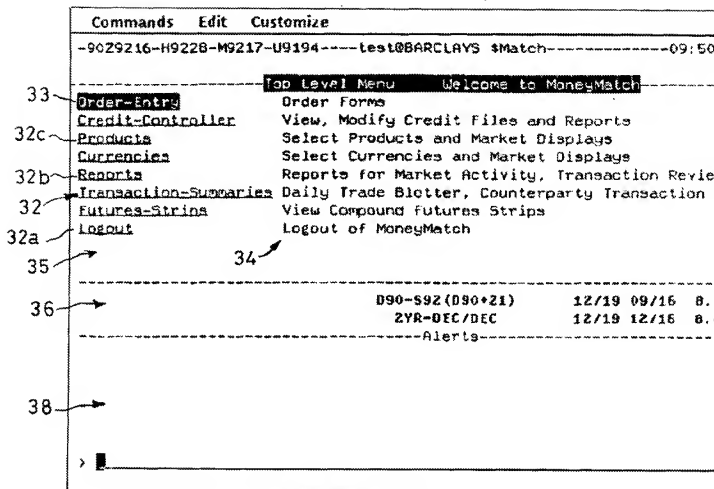 Commands Edit Customize
-90Z9216-H9228-M9217-U9194----test@BARCLAYS $Match-------------09:50
Top Level Menu Welcome to MoneyMatch
33 Order-Entry Order Forms
Credit-Controller View, Modify Credit Files and Reports
32c Products Select Products and Market Displays
Currencies Select Currencies and Market Displays
32b Reports Reports for Market Activity, Transaction Revie
32 Transaction-Summaries Daily Trade Blotter, Counterparty Transaction
Futures-Strips View Compound Futures Strips
32a Logout Logout of MoneyMatch
35 34
36 D90-S92(D90+Z1) 12/19 09/16 8.
2YR-DEC/DEC 12/19 12/16 8.
Alerts
38
>